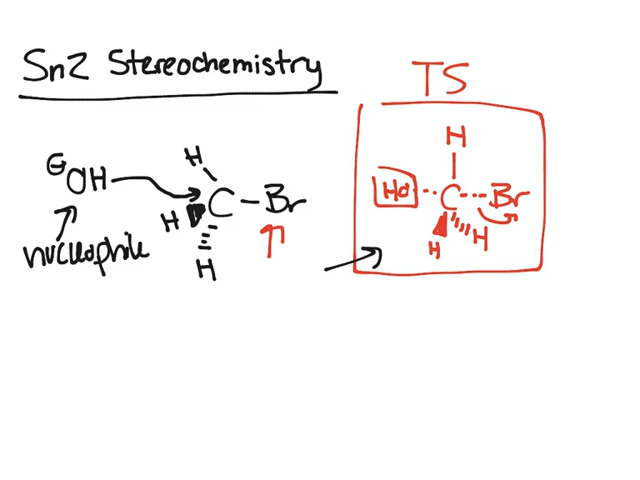 Sn2 Stereochemistry
TS
⊖OH
H
C – Br
H
H
nucleophile
H
HO ··· C ··· Br
H
H